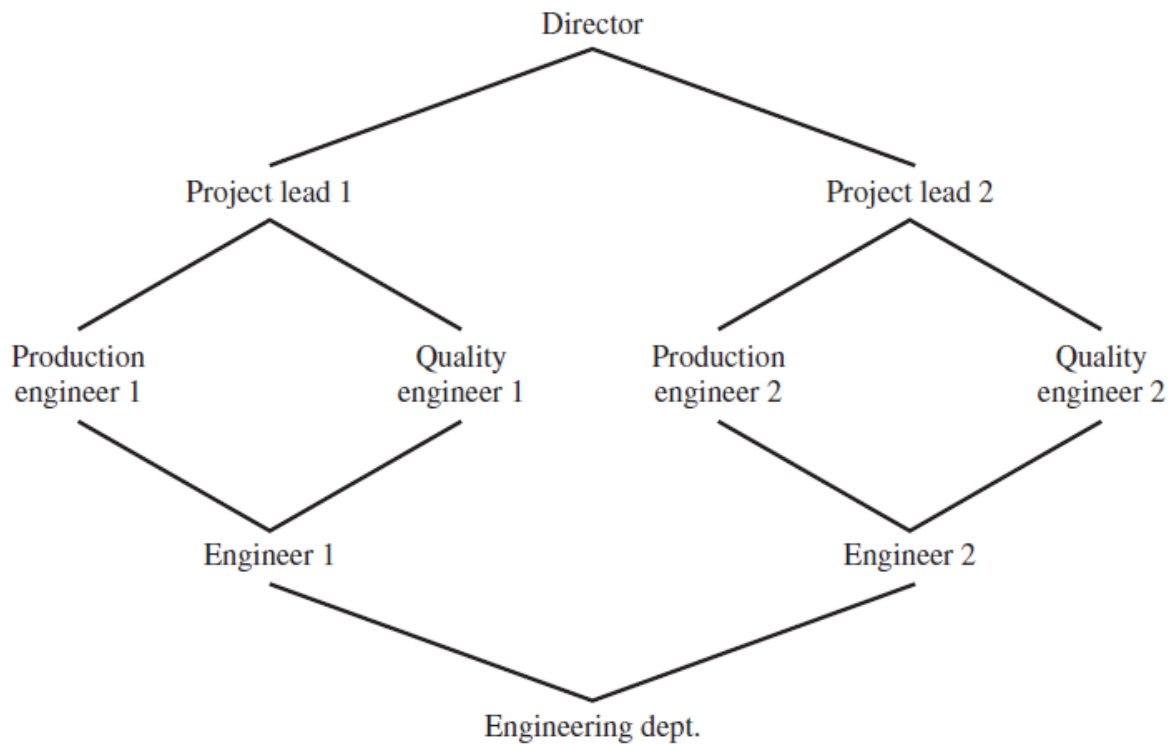 Director
Project lead 1
Project lead 2
Production
engineer 1
Quality
engineer 1
Production
engineer 2
Quality
engineer 2
Engineer 1
Engineer 2
Engineering dept.